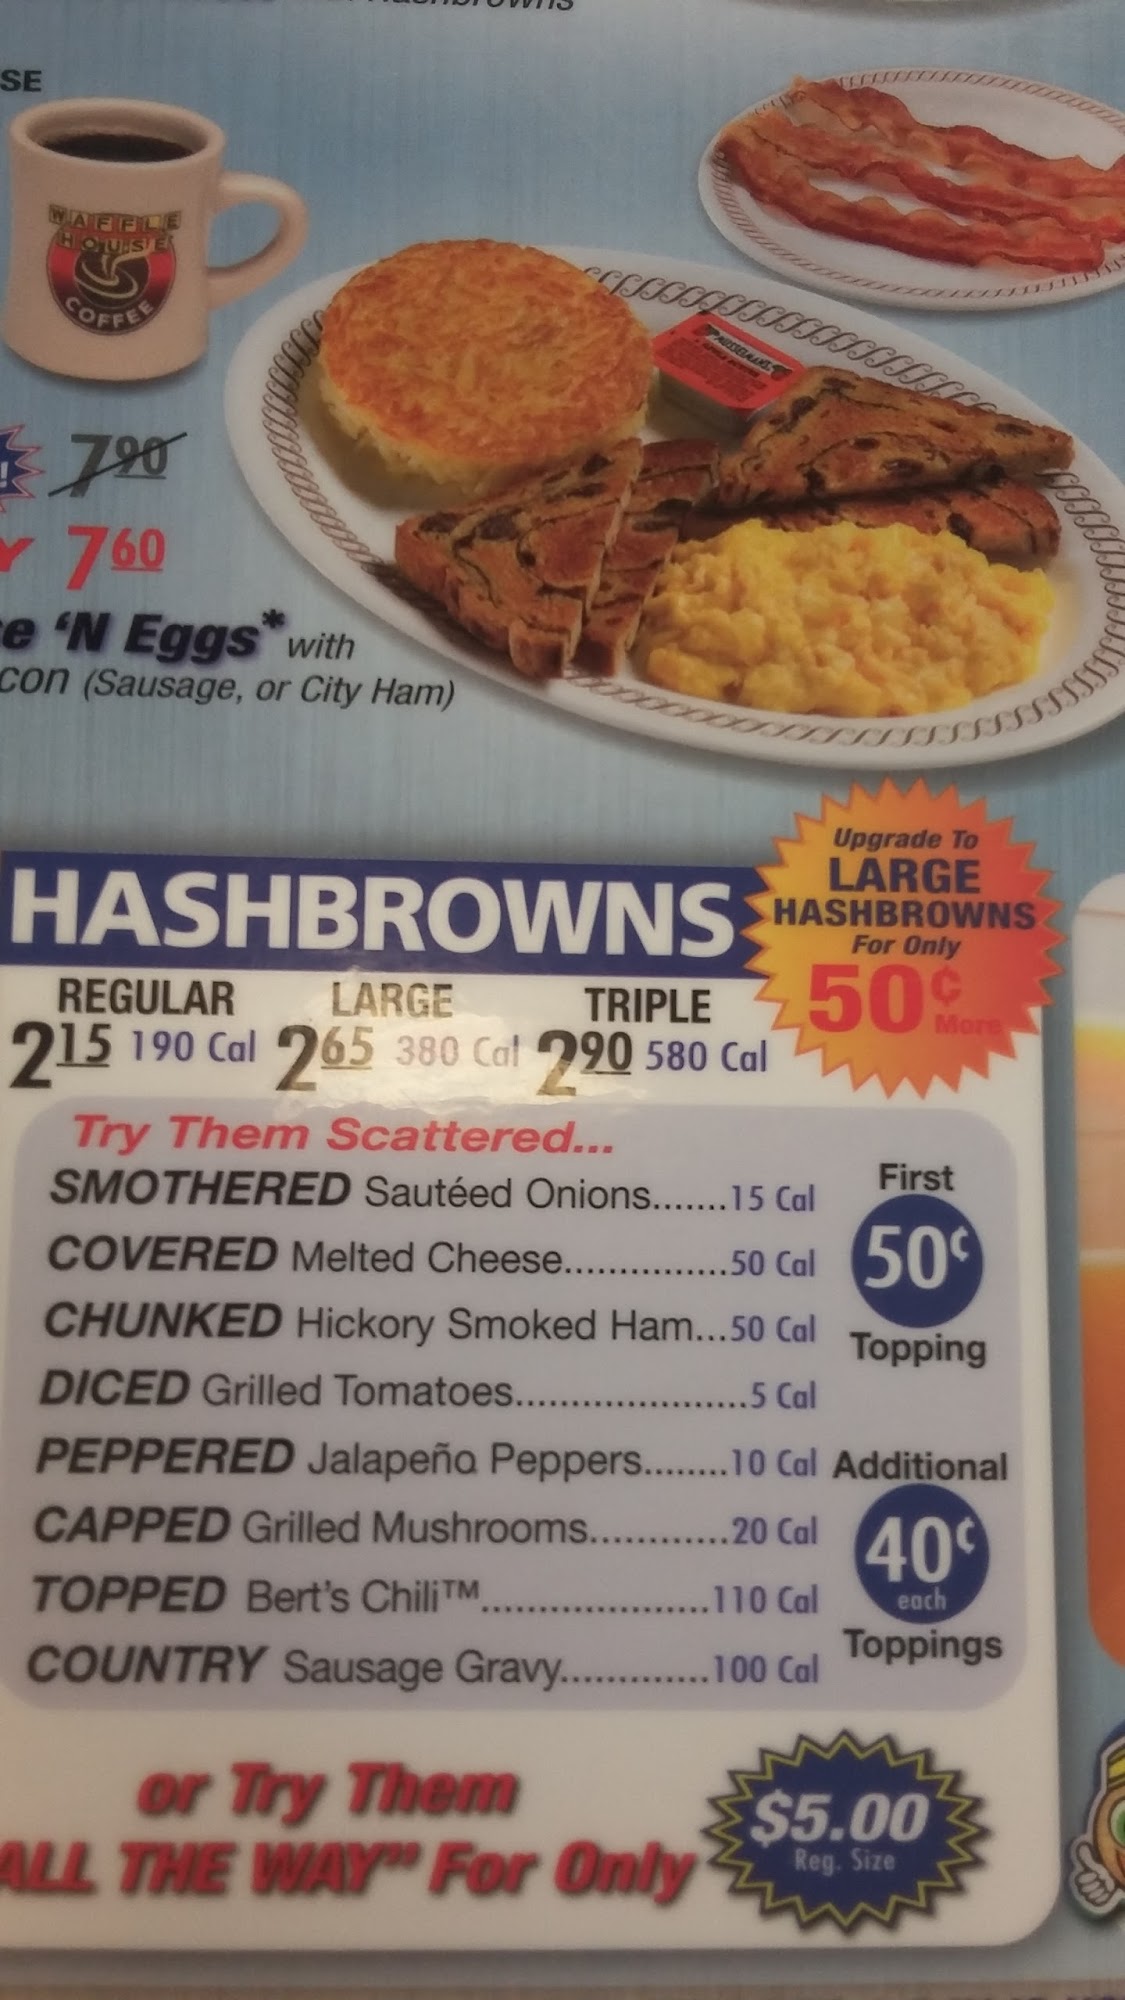 Hashbrowns
SE
WAFFLE
HOUSE
COFFEE
MUSSELMAN'S
7.90
7.60
'N Eggs* with
(Sausage, or City Ham)
Upgrade To
LARGE
HASHBROWNS
For Only
50¢
More
HASHBROWNS
REGULAR LARGE TRIPLE
2.15 190 Cal 2.65 380 Cal 2.90 580 Cal
Try Them Scattered...
SMOTHERED Sautéed Onions.......15 Cal
COVERED Melted Cheese...............50 Cal
CHUNKED Hickory Smoked Ham...50 Cal
DICED Grilled Tomatoes.....................5 Cal
PEPPERED Jalapeño Peppers........10 Cal
CAPPED Grilled Mushrooms............20 Cal
TOPPED Bert's Chili™....................110 Cal
COUNTRY Sausage Gravy.............100 Cal
First
50¢
Topping
Additional
40¢
each
Toppings
or Try Them
ALL THE WAY" For Only
$5.00
Reg. Size